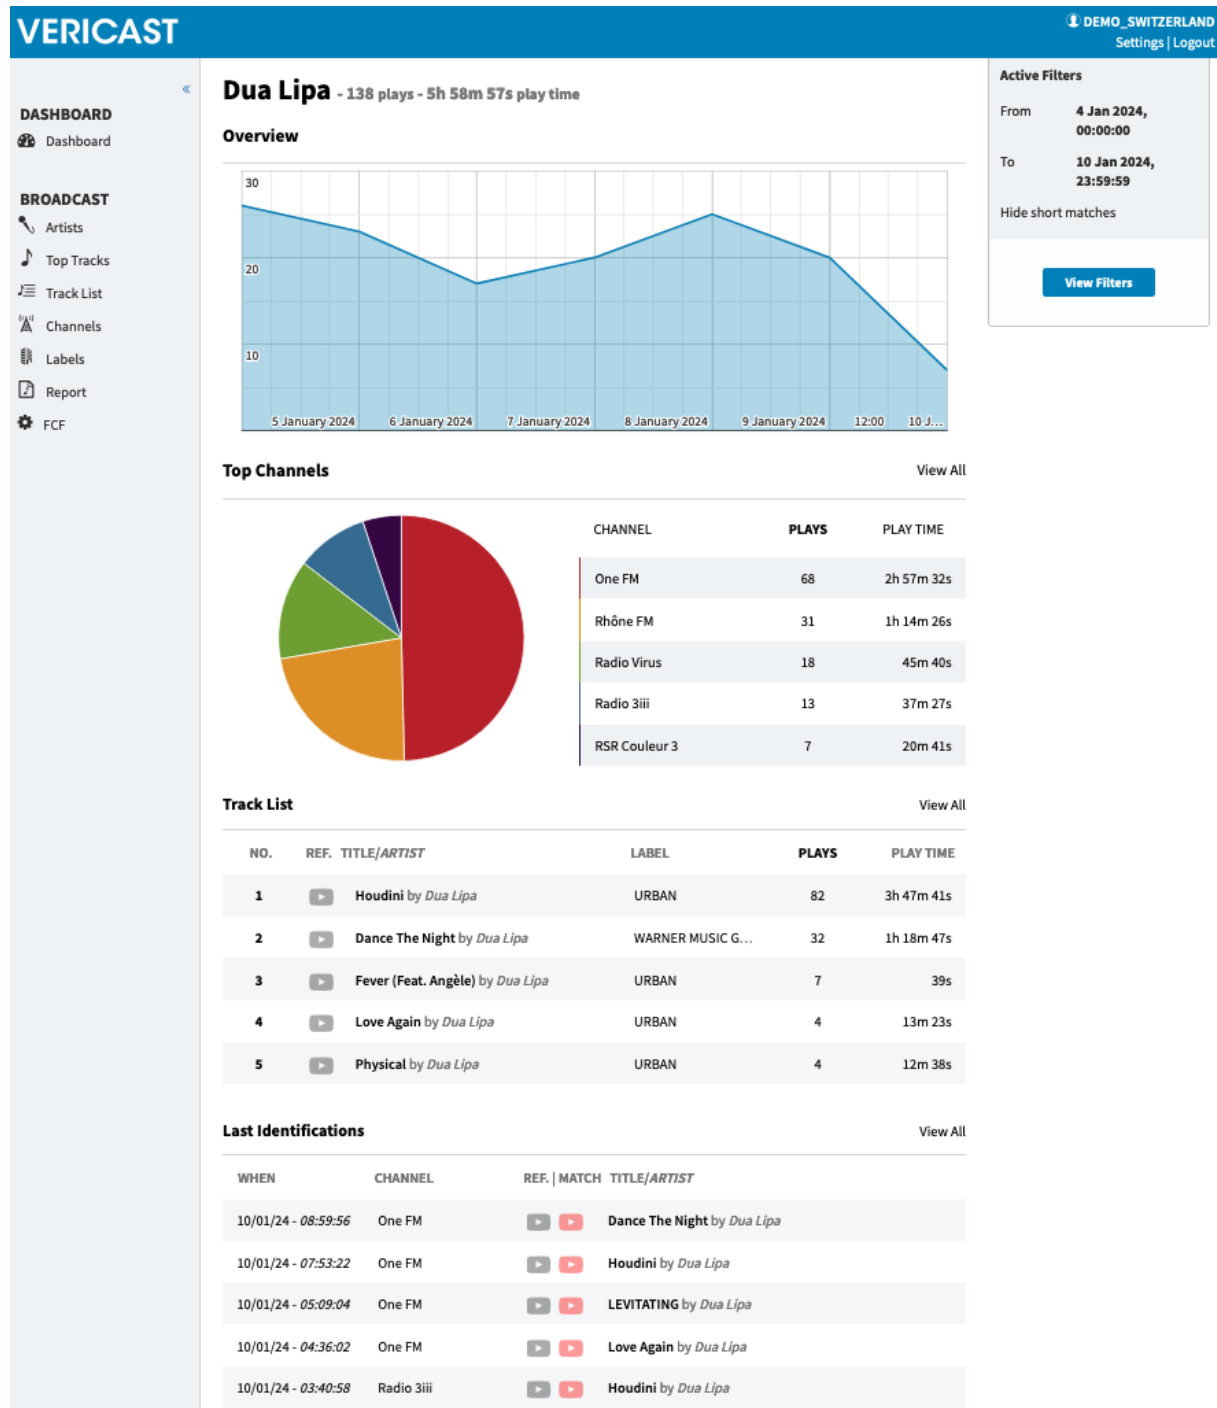 VERICAST
DEMO_SWITZERLAND
Settings | Logout
«
DASHBOARD
Dashboard
BROADCAST
Artists
Top Tracks
Track List
Channels
Labels
Report
FCF
Dua Lipa - 138 plays - 5h 58m 57s play time
Overview
30
20
10
5 January 2024 6 January 2024 7 January 2024 8 January 2024 9 January 2024 12:00 10 J...
Top Channels View All
CHANNEL PLAYS PLAY TIME
One FM 68 2h 57m 32s
Rhône FM 31 1h 14m 26s
Radio Virus 18 45m 40s
Radio 3iii 13 37m 27s
RSR Couleur 3 7 20m 41s
Track List View All
NO. REF. TITLE/ARTIST LABEL PLAYS PLAY TIME
1 Houdini by Dua Lipa URBAN 82 3h 47m 41s
2 Dance The Night by Dua Lipa WARNER MUSIC G... 32 1h 18m 47s
3 Fever (Feat. Angèle) by Dua Lipa URBAN 7 39s
4 Love Again by Dua Lipa URBAN 4 13m 23s
5 Physical by Dua Lipa URBAN 4 12m 38s
Last Identifications View All
WHEN CHANNEL REF. | MATCH TITLE/ARTIST
10/01/24 - 08:59:56 One FM Dance The Night by Dua Lipa
10/01/24 - 07:53:22 One FM Houdini by Dua Lipa
10/01/24 - 05:09:04 One FM LEVITATING by Dua Lipa
10/01/24 - 04:36:02 One FM Love Again by Dua Lipa
10/01/24 - 03:40:58 Radio 3iii Houdini by Dua Lipa
Active Filters
From 4 Jan 2024,
00:00:00
To 10 Jan 2024,
23:59:59
Hide short matches
View Filters